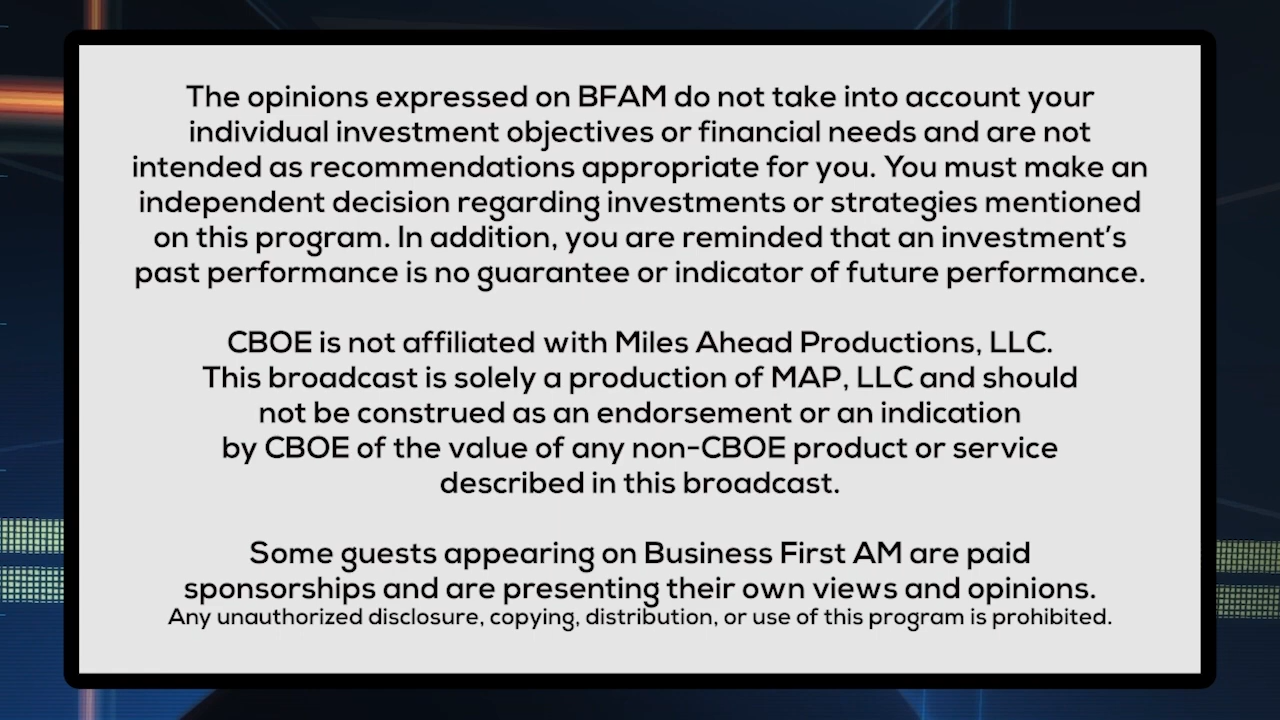 The opinions expressed on BFAM do not take into account your
individual investment objectives or financial needs and are not
intended as recommendations appropriate for you. You must make an
independent decision regarding investments or strategies mentioned
on this program. In addition, you are reminded that an investment's
past performance is no guarantee or indicator of future performance.
CBOE is not affiliated with Miles Ahead Productions, LLC.
This broadcast is solely a production of MAP, LLC and should
not be construed as an endorsement or an indication
by CBOE of the value of any non-CBOE product or service
described in this broadcast.
Some guests appearing on Business First AM are paid
sponsorships and are presenting their own views and opinions.
Any unauthorized disclosure, copying, distribution, or use of this program is prohibited.